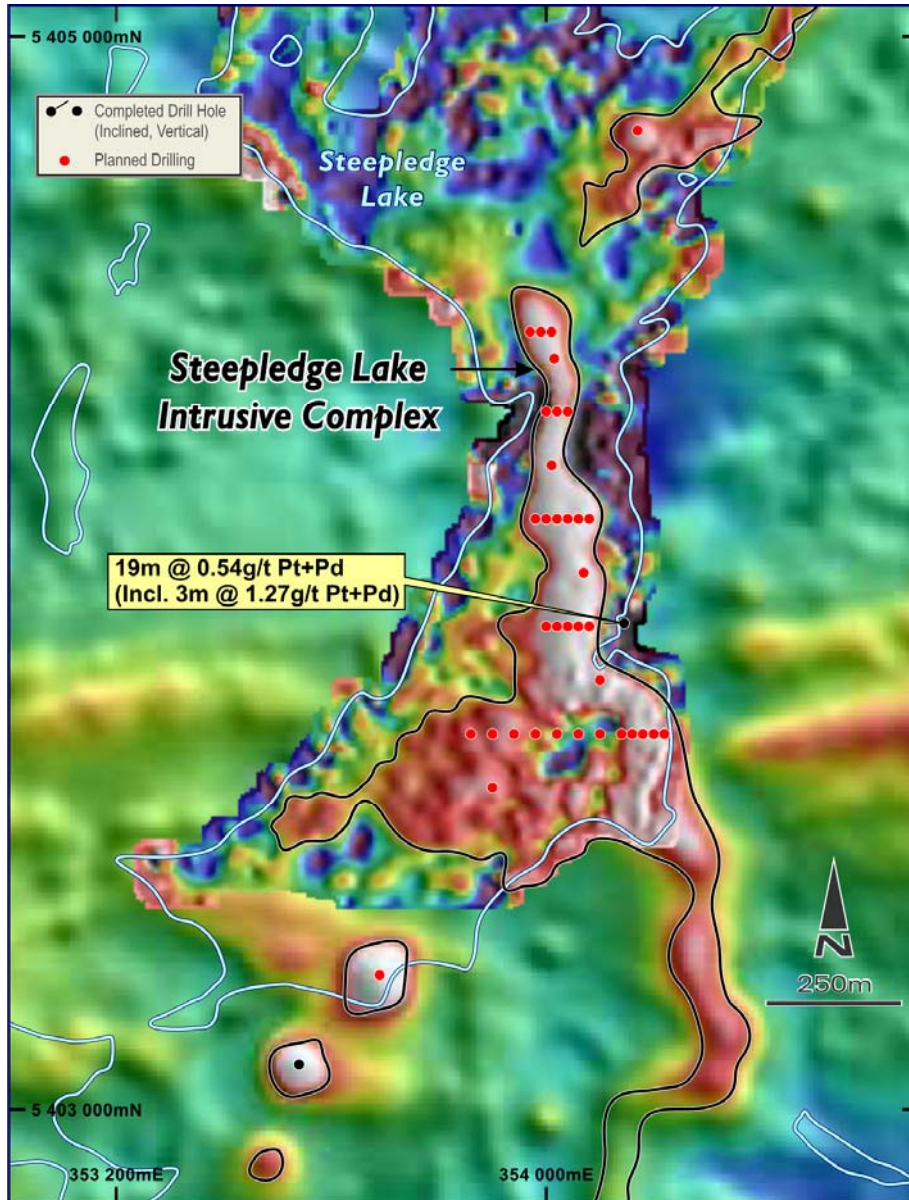 5 405 000mN
Completed Drill Hole
(Inclined, Vertical)
Planned Drilling
Steepledge
Lake
Steepledge Lake
Intrusive Complex
19m @ 0.54g/t Pt+Pd
(Incl. 3m @ 1.27g/t Pt+Pd)
N
250m
5 403 000mN
353 200mE
354 000mE